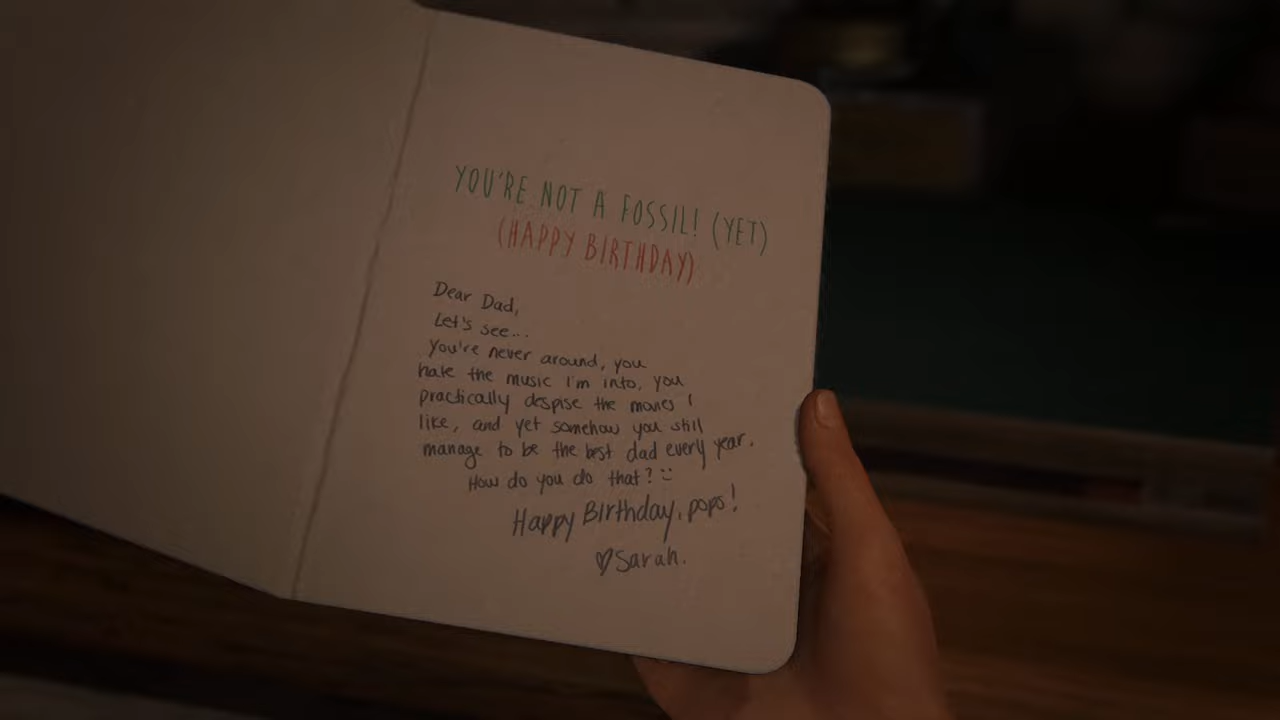 YOU'RE NOT A FOSSIL! (YET)
(HAPPY BIRTHDAY)
Dear Dad,
Let's see...
You're never around, you
hate the music I'm into, you
practically despise the movies I
like, and yet somehow you still
manage to be the best dad every year.
How do you do that? :)
Happy Birthday, pops!
♡Sarah.